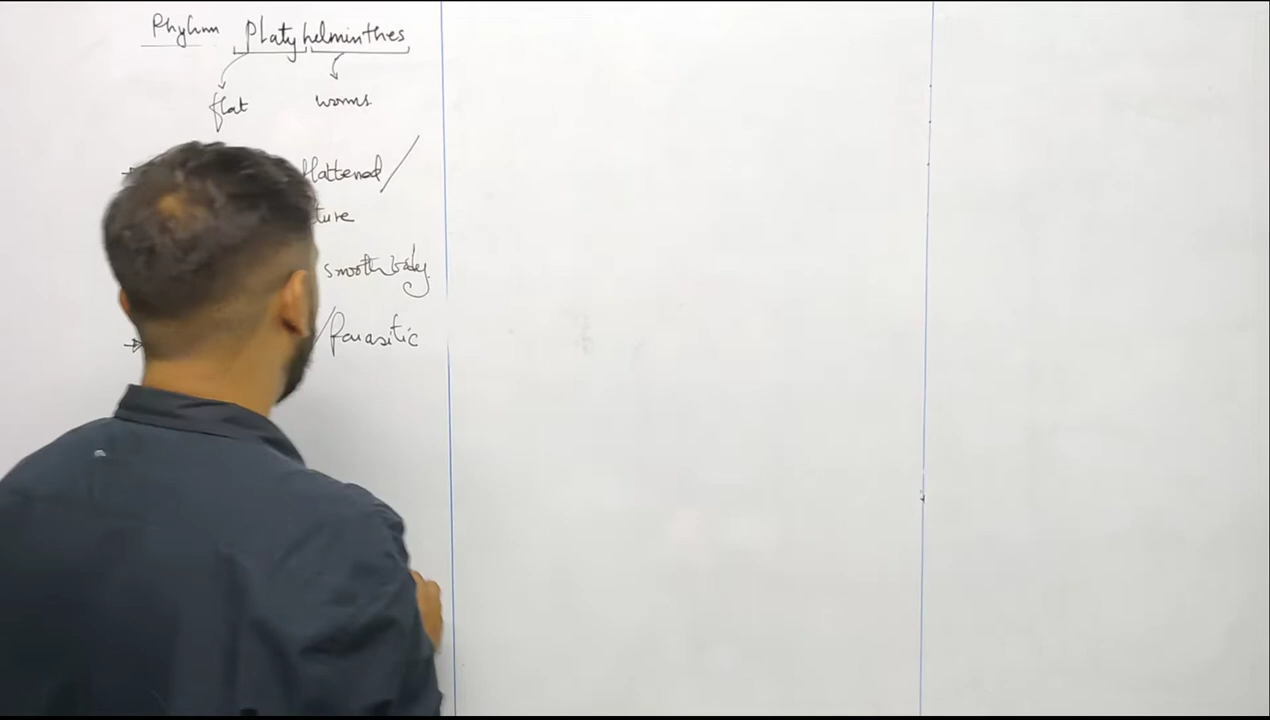 Phylum Platyhelminthes
flat worms
flattened /
ture
smooth body
/ Parasitic